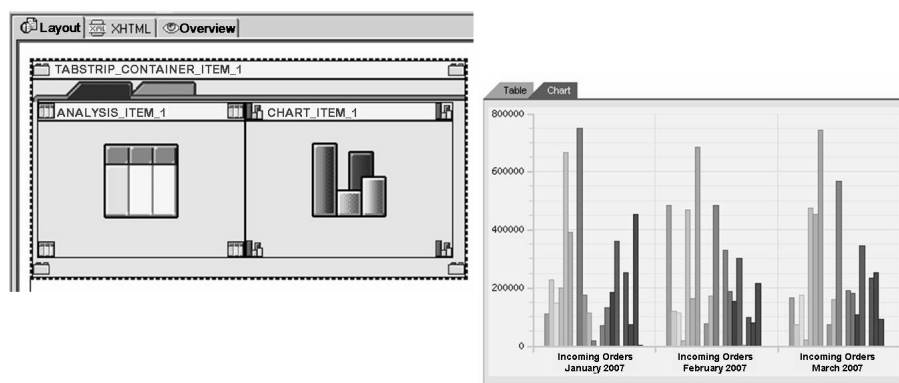 Layout XHTML Overview
TABSTRIP_CONTAINER_ITEM_1
ANALYSIS_ITEM_1 CHART_ITEM_1
Table Chart
800000
600000
400000
200000
0
Incoming Orders Incoming Orders Incoming Orders
January 2007 February 2007 March 2007